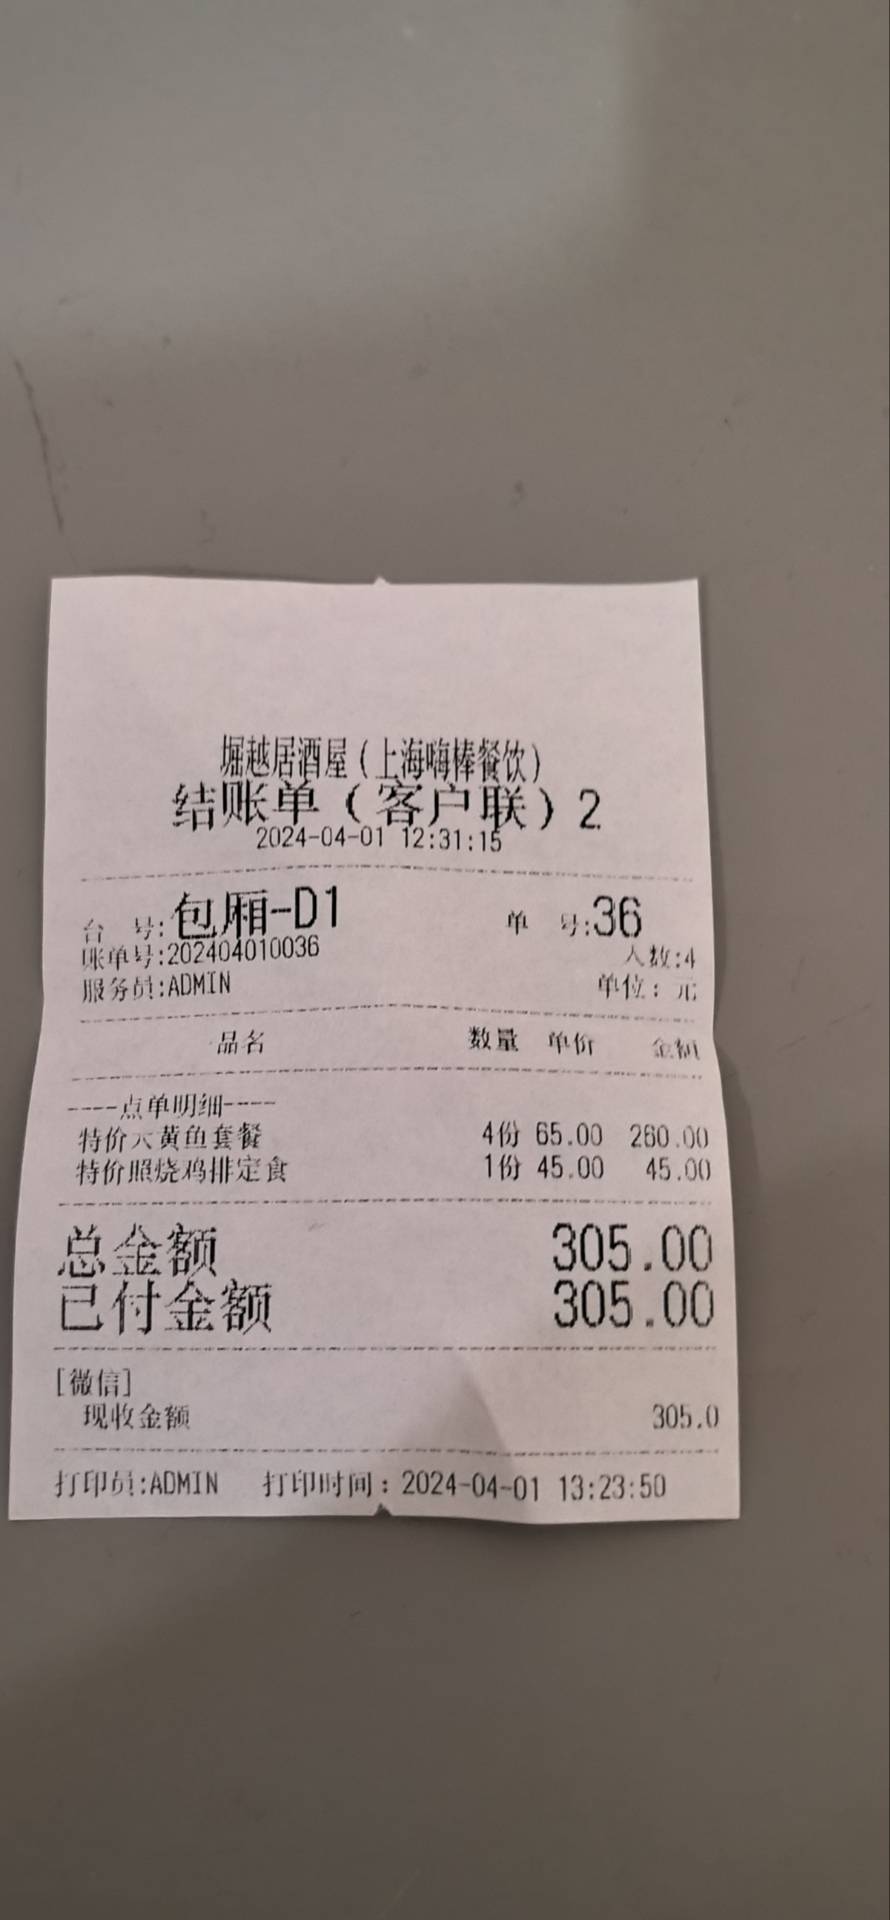 堀越居酒屋(上海嗨棒餐饮)
结账单(客户联)2
2024-04-01 12:31:15
台 号:包厢-D1 单 号:36
账单号:202404010036 人数:4
服务员:ADMIN 单位:元
品名 数量 单价 金额
----点单明细----
特价大黄鱼套餐 4份 65.00 260.00
特价照烧鸡排定食 1份 45.00 45.00
总金额 305.00
已付金额 305.00
[微信]
现收金额 305.0
打印员:ADMIN 打印时间:2024-04-01 13:23:50